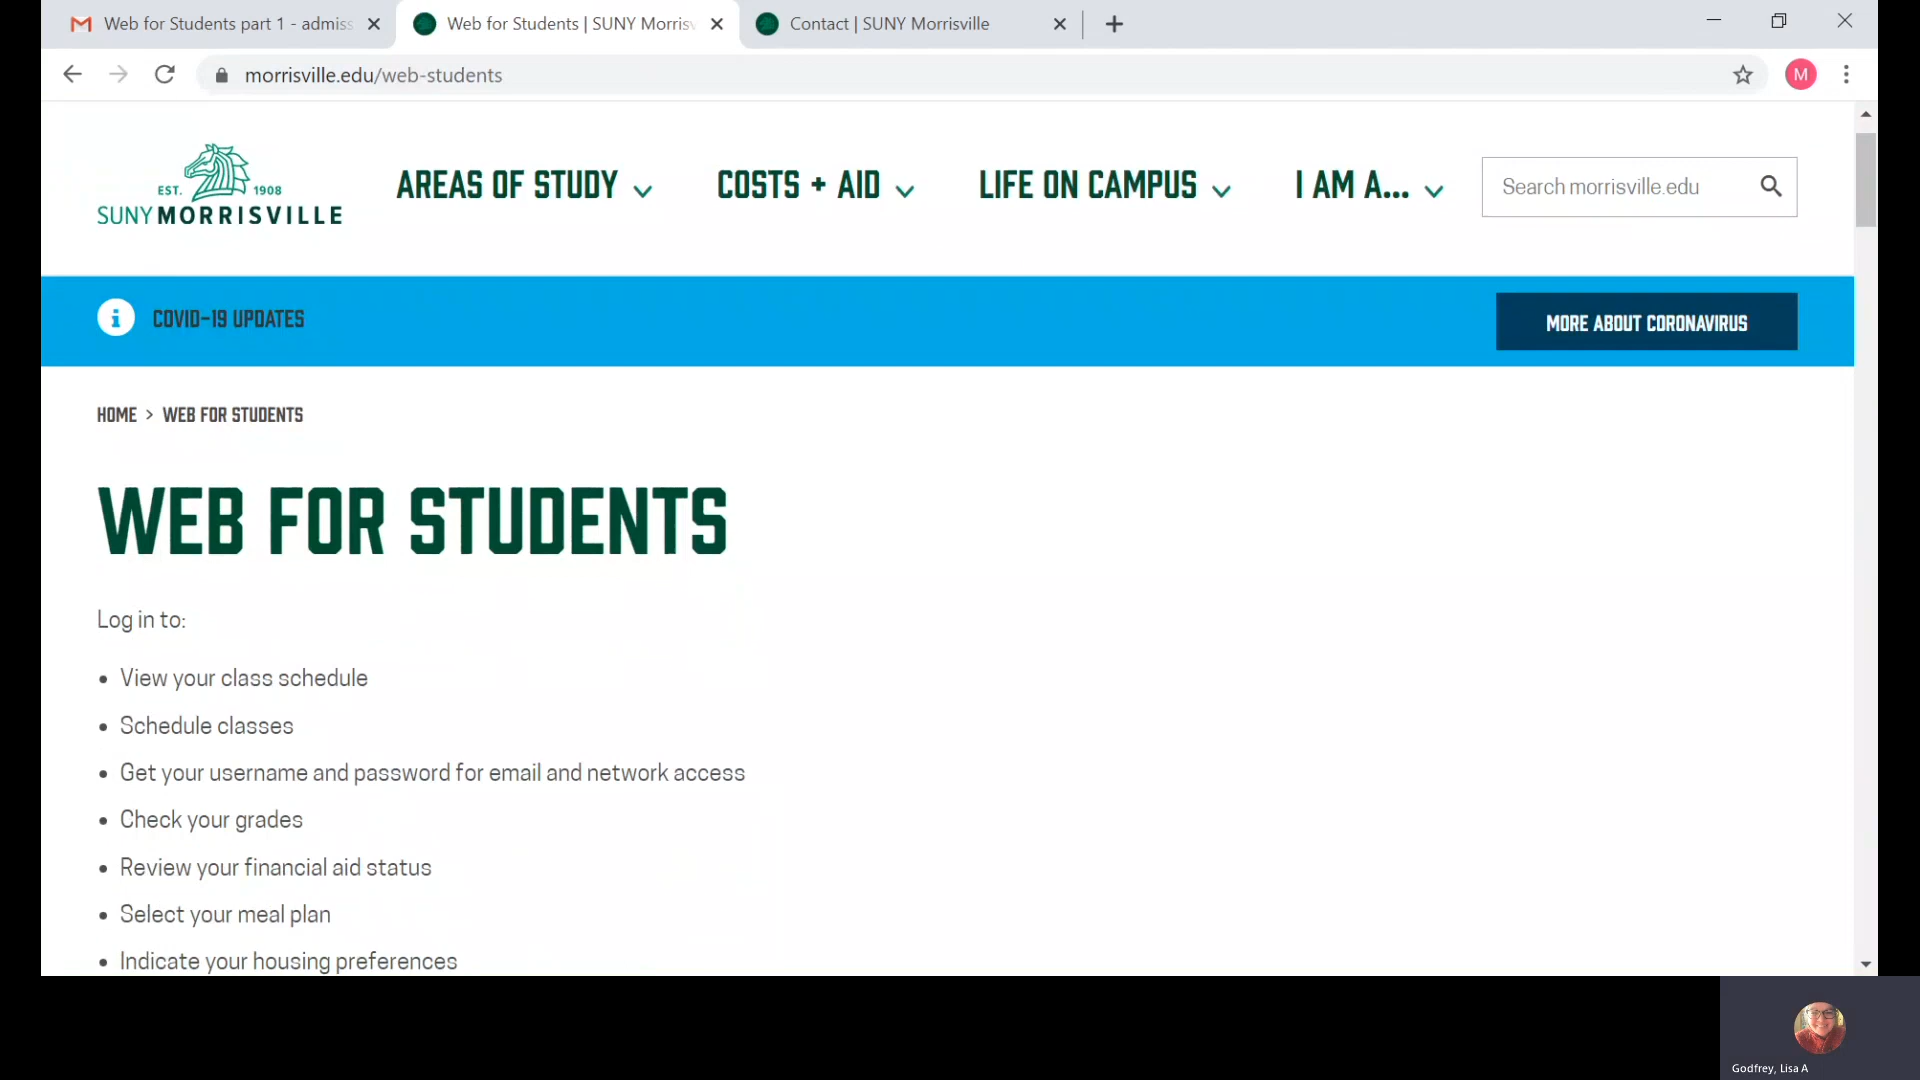 Web for Students part 1 - admiss
Web for Students | SUNY Morrisv
Contact | SUNY Morrisville
morrisville.edu/web-students
M
EST. 1908
SUNY MORRISVILLE
AREAS OF STUDY
COSTS + AID
LIFE ON CAMPUS
I AM A...
Search morrisville.edu
COVID-19 UPDATES
MORE ABOUT CORONAVIRUS
HOME > WEB FOR STUDENTS
WEB FOR STUDENTS
Log in to:
• View your class schedule
• Schedule classes
• Get your username and password for email and network access
• Check your grades
• Review your financial aid status
• Select your meal plan
• Indicate your housing preferences
Godfrey, Lisa A